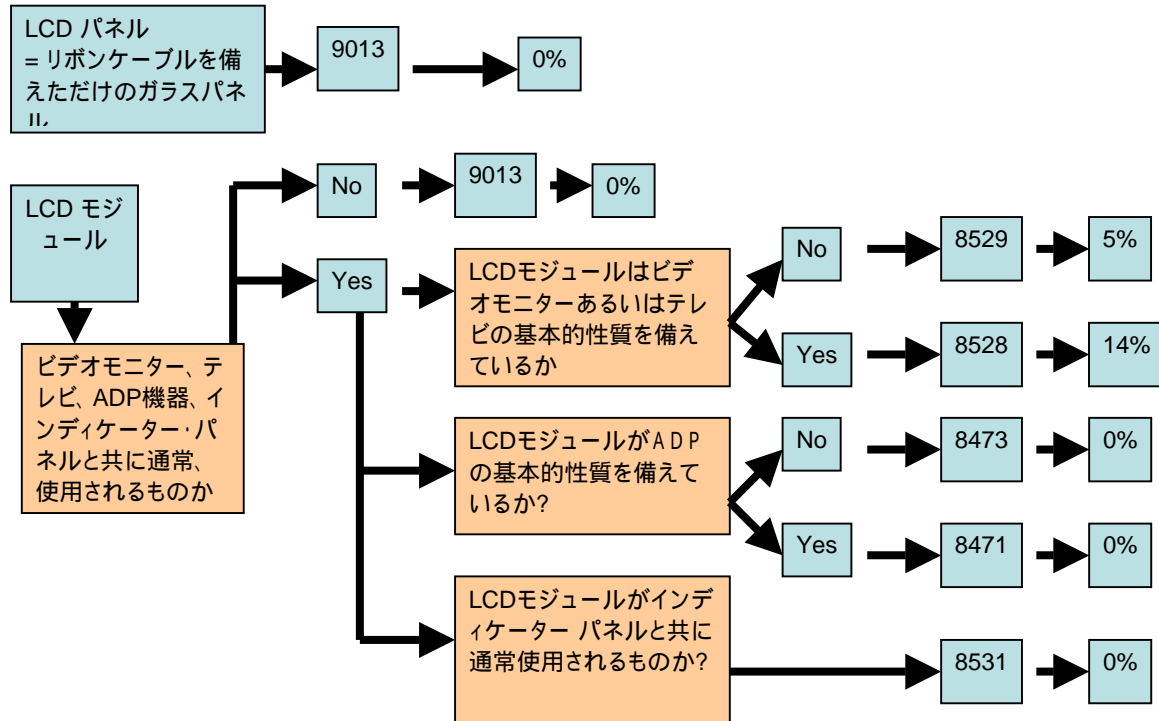 LCD パネル
= リボンケーブルを備
えただけのガラスパネ
ル
9013
0%
No
9013
0%
LCD モジ
ュール
Yes
LCDモジュールはビデ
オモニターあるいはテレ
ビの基本的性質を備え
ているか
No
8529
5%
Yes
8528
14%
ビデオモニター、テ
レビ、ADP機器、イ
ンディケーター・パ
ネルと共に通常、
使用されるものか
LCDモジュールがADP
の基本的性質を備えて
いるか?
No
8473
0%
Yes
8471
0%
LCDモジュールがインデ
ィケーター パネルと共に
通常使用されるものか?
8531
0%